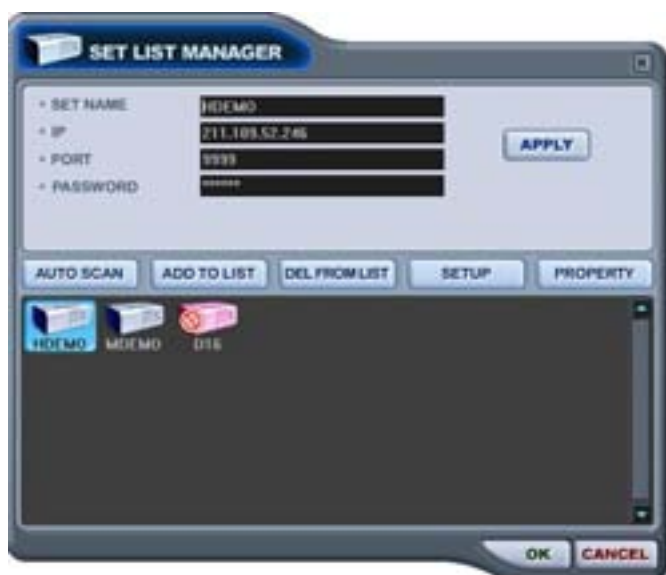 SET LIST MANAGER
SET NAME HDEMO
IP 211.109.52.246
PORT 9999
PASSWORD ******
APPLY
AUTO SCAN ADD TO LIST DEL FROM LIST SETUP PROPERTY
HDEMO MDEMO D16
OK CANCEL